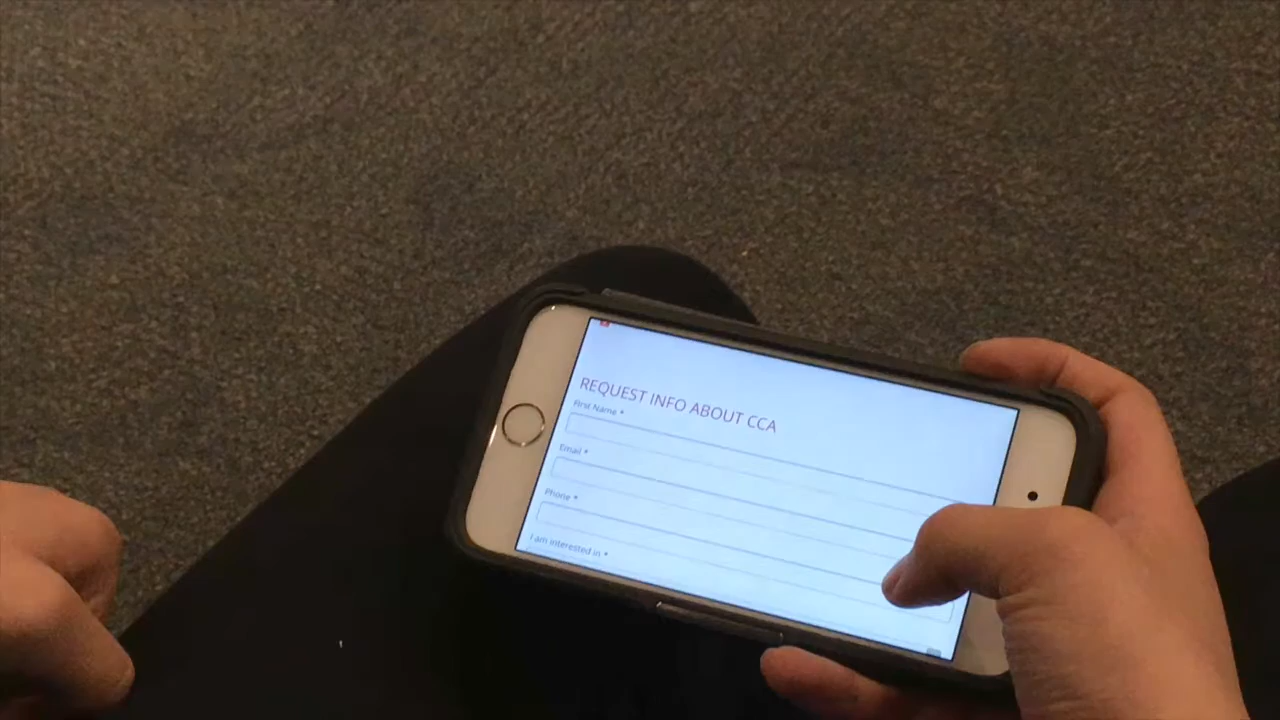 REQUEST INFO ABOUT CCA
First Name *
Email *
Phone *
I am interested in *